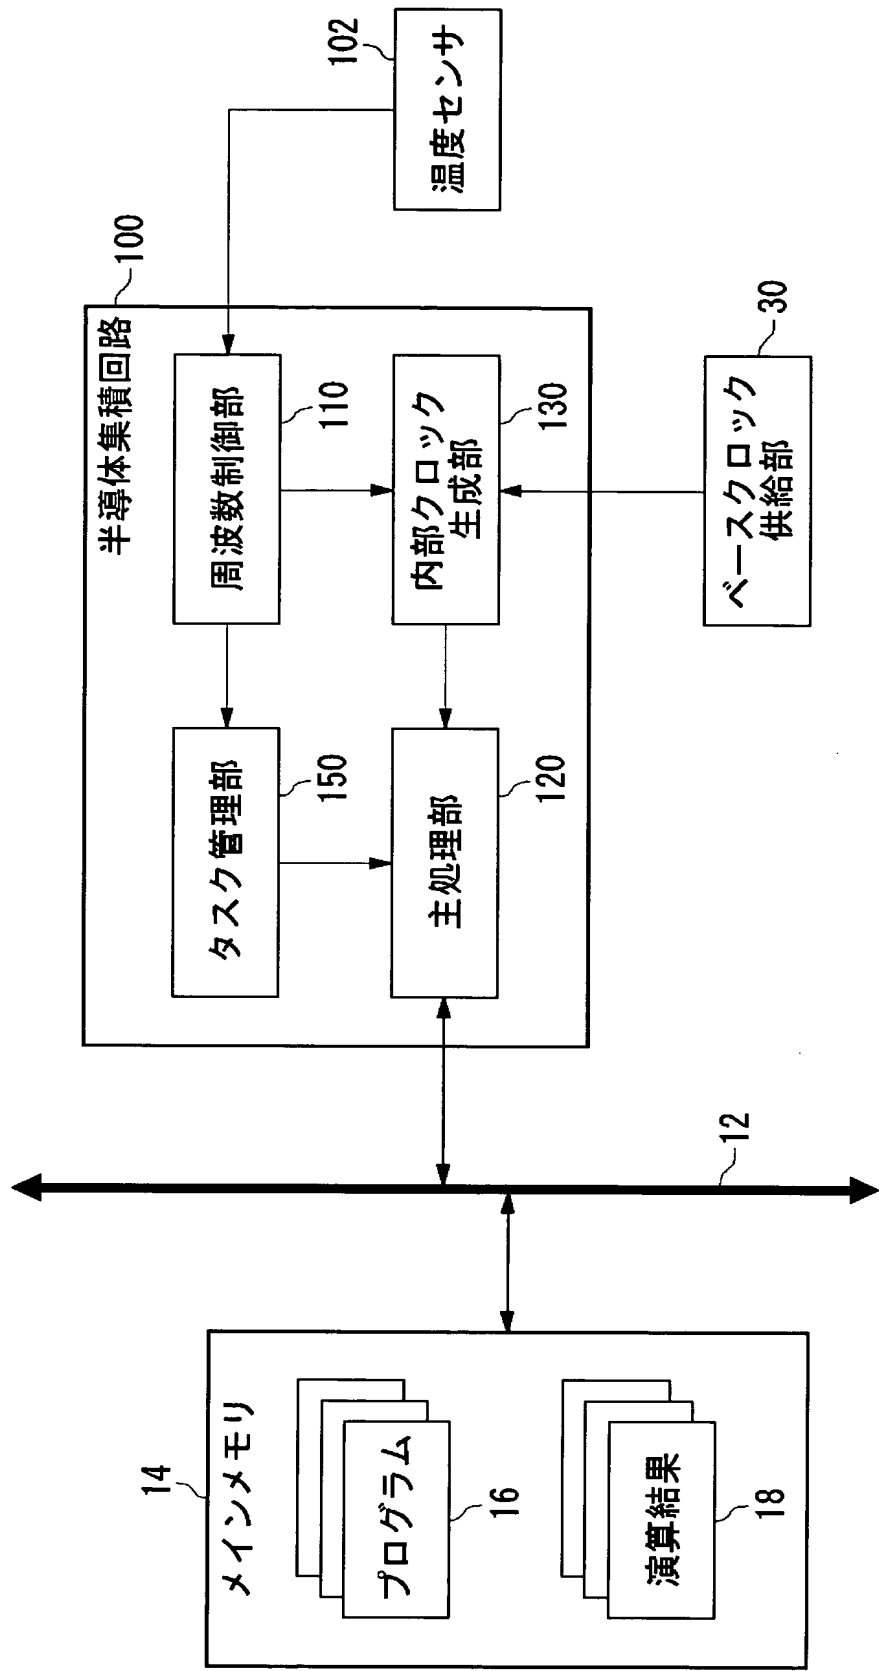 メインメモリ
14
プログラム
16
演算結果
18
12
半導体集積回路
100
タスク管理部
150
周波数制御部
110
主処理部
120
内部クロック
生成部
130
温度センサ
102
ベースクロック
供給部
30